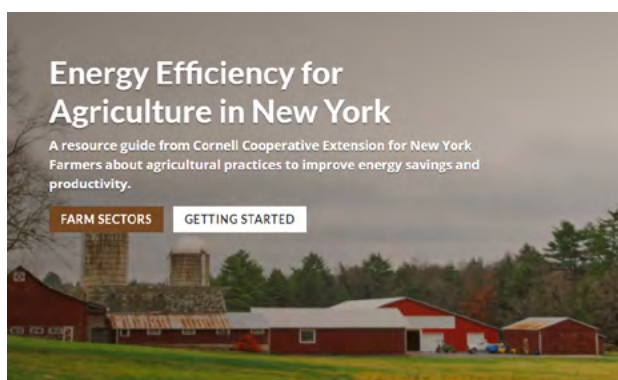 Energy Efficiency for
Agriculture in New York
A resource guide from Cornell Cooperative Extension for New York
Farmers about agricultural practices to improve energy savings and
productivity.
FARM SECTORS
GETTING STARTED